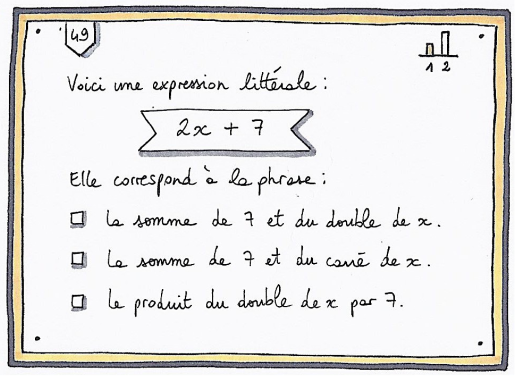 49
1 2
Voici une expression littérale :
2x + 7
Elle correspond à la phrase :
la somme de 7 et du double de x.
La somme de 7 et du carré de x.
Le produit du double de x par 7.